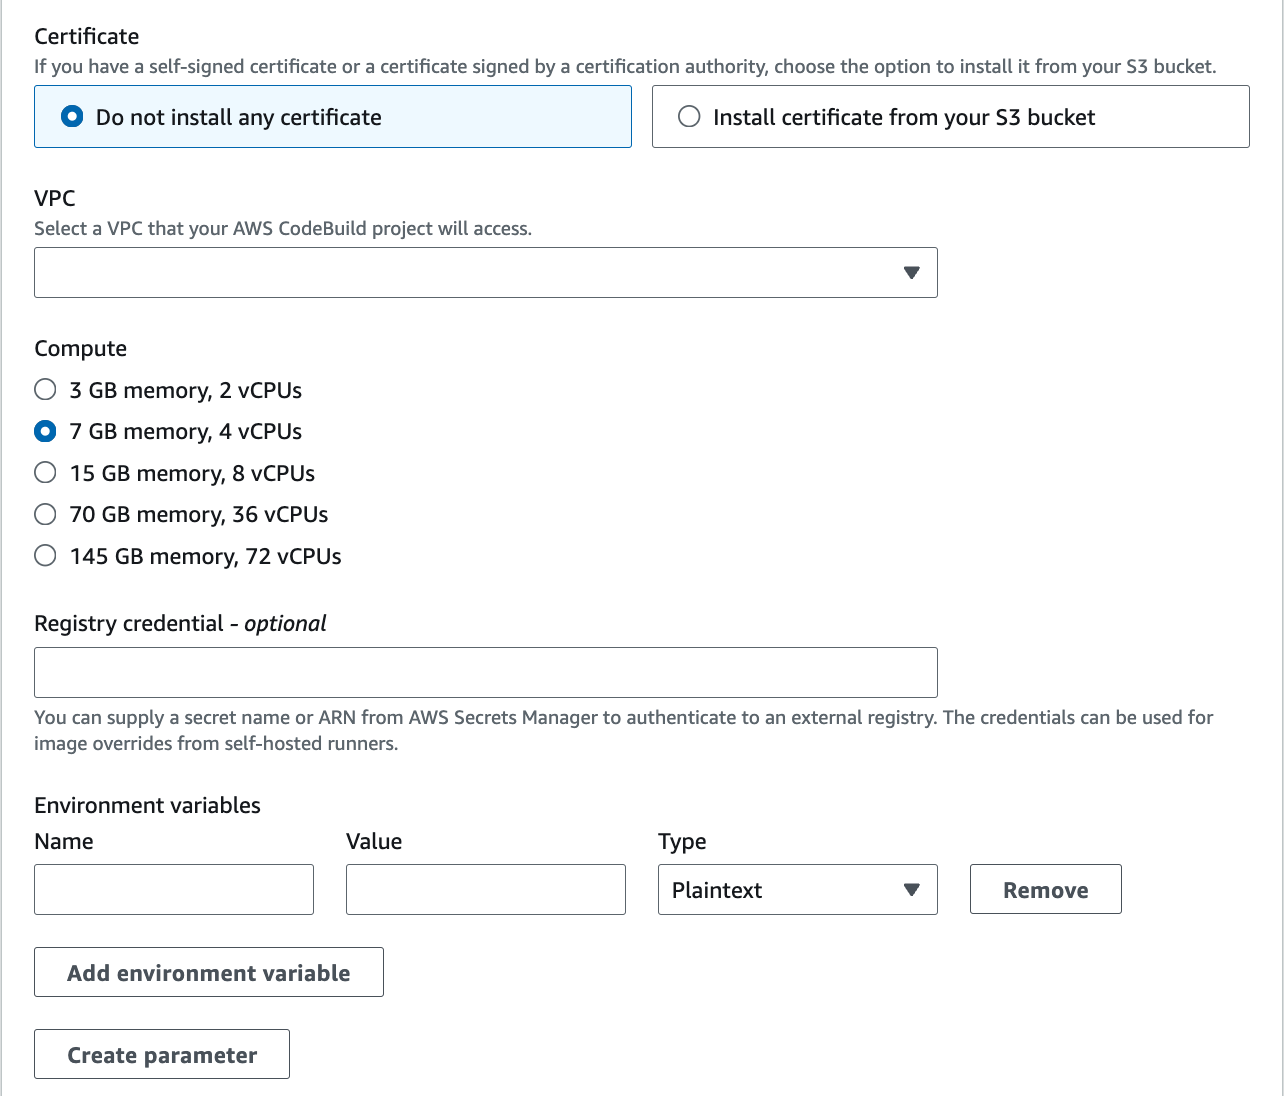 Certificate
If you have a self-signed certificate or a certificate signed by a certification authority, choose the option to install it from your S3 bucket.
Do not install any certificate
Install certificate from your S3 bucket
VPC
Select a VPC that your AWS CodeBuild project will access.
Compute
3 GB memory, 2 vCPUs
7 GB memory, 4 vCPUs
15 GB memory, 8 vCPUs
70 GB memory, 36 vCPUs
145 GB memory, 72 vCPUs
Registry credential - optional
You can supply a secret name or ARN from AWS Secrets Manager to authenticate to an external registry. The credentials can be used for
image overrides from self-hosted runners.
Environment variables
Name Value Type
Plaintext Remove
Add environment variable
Create parameter